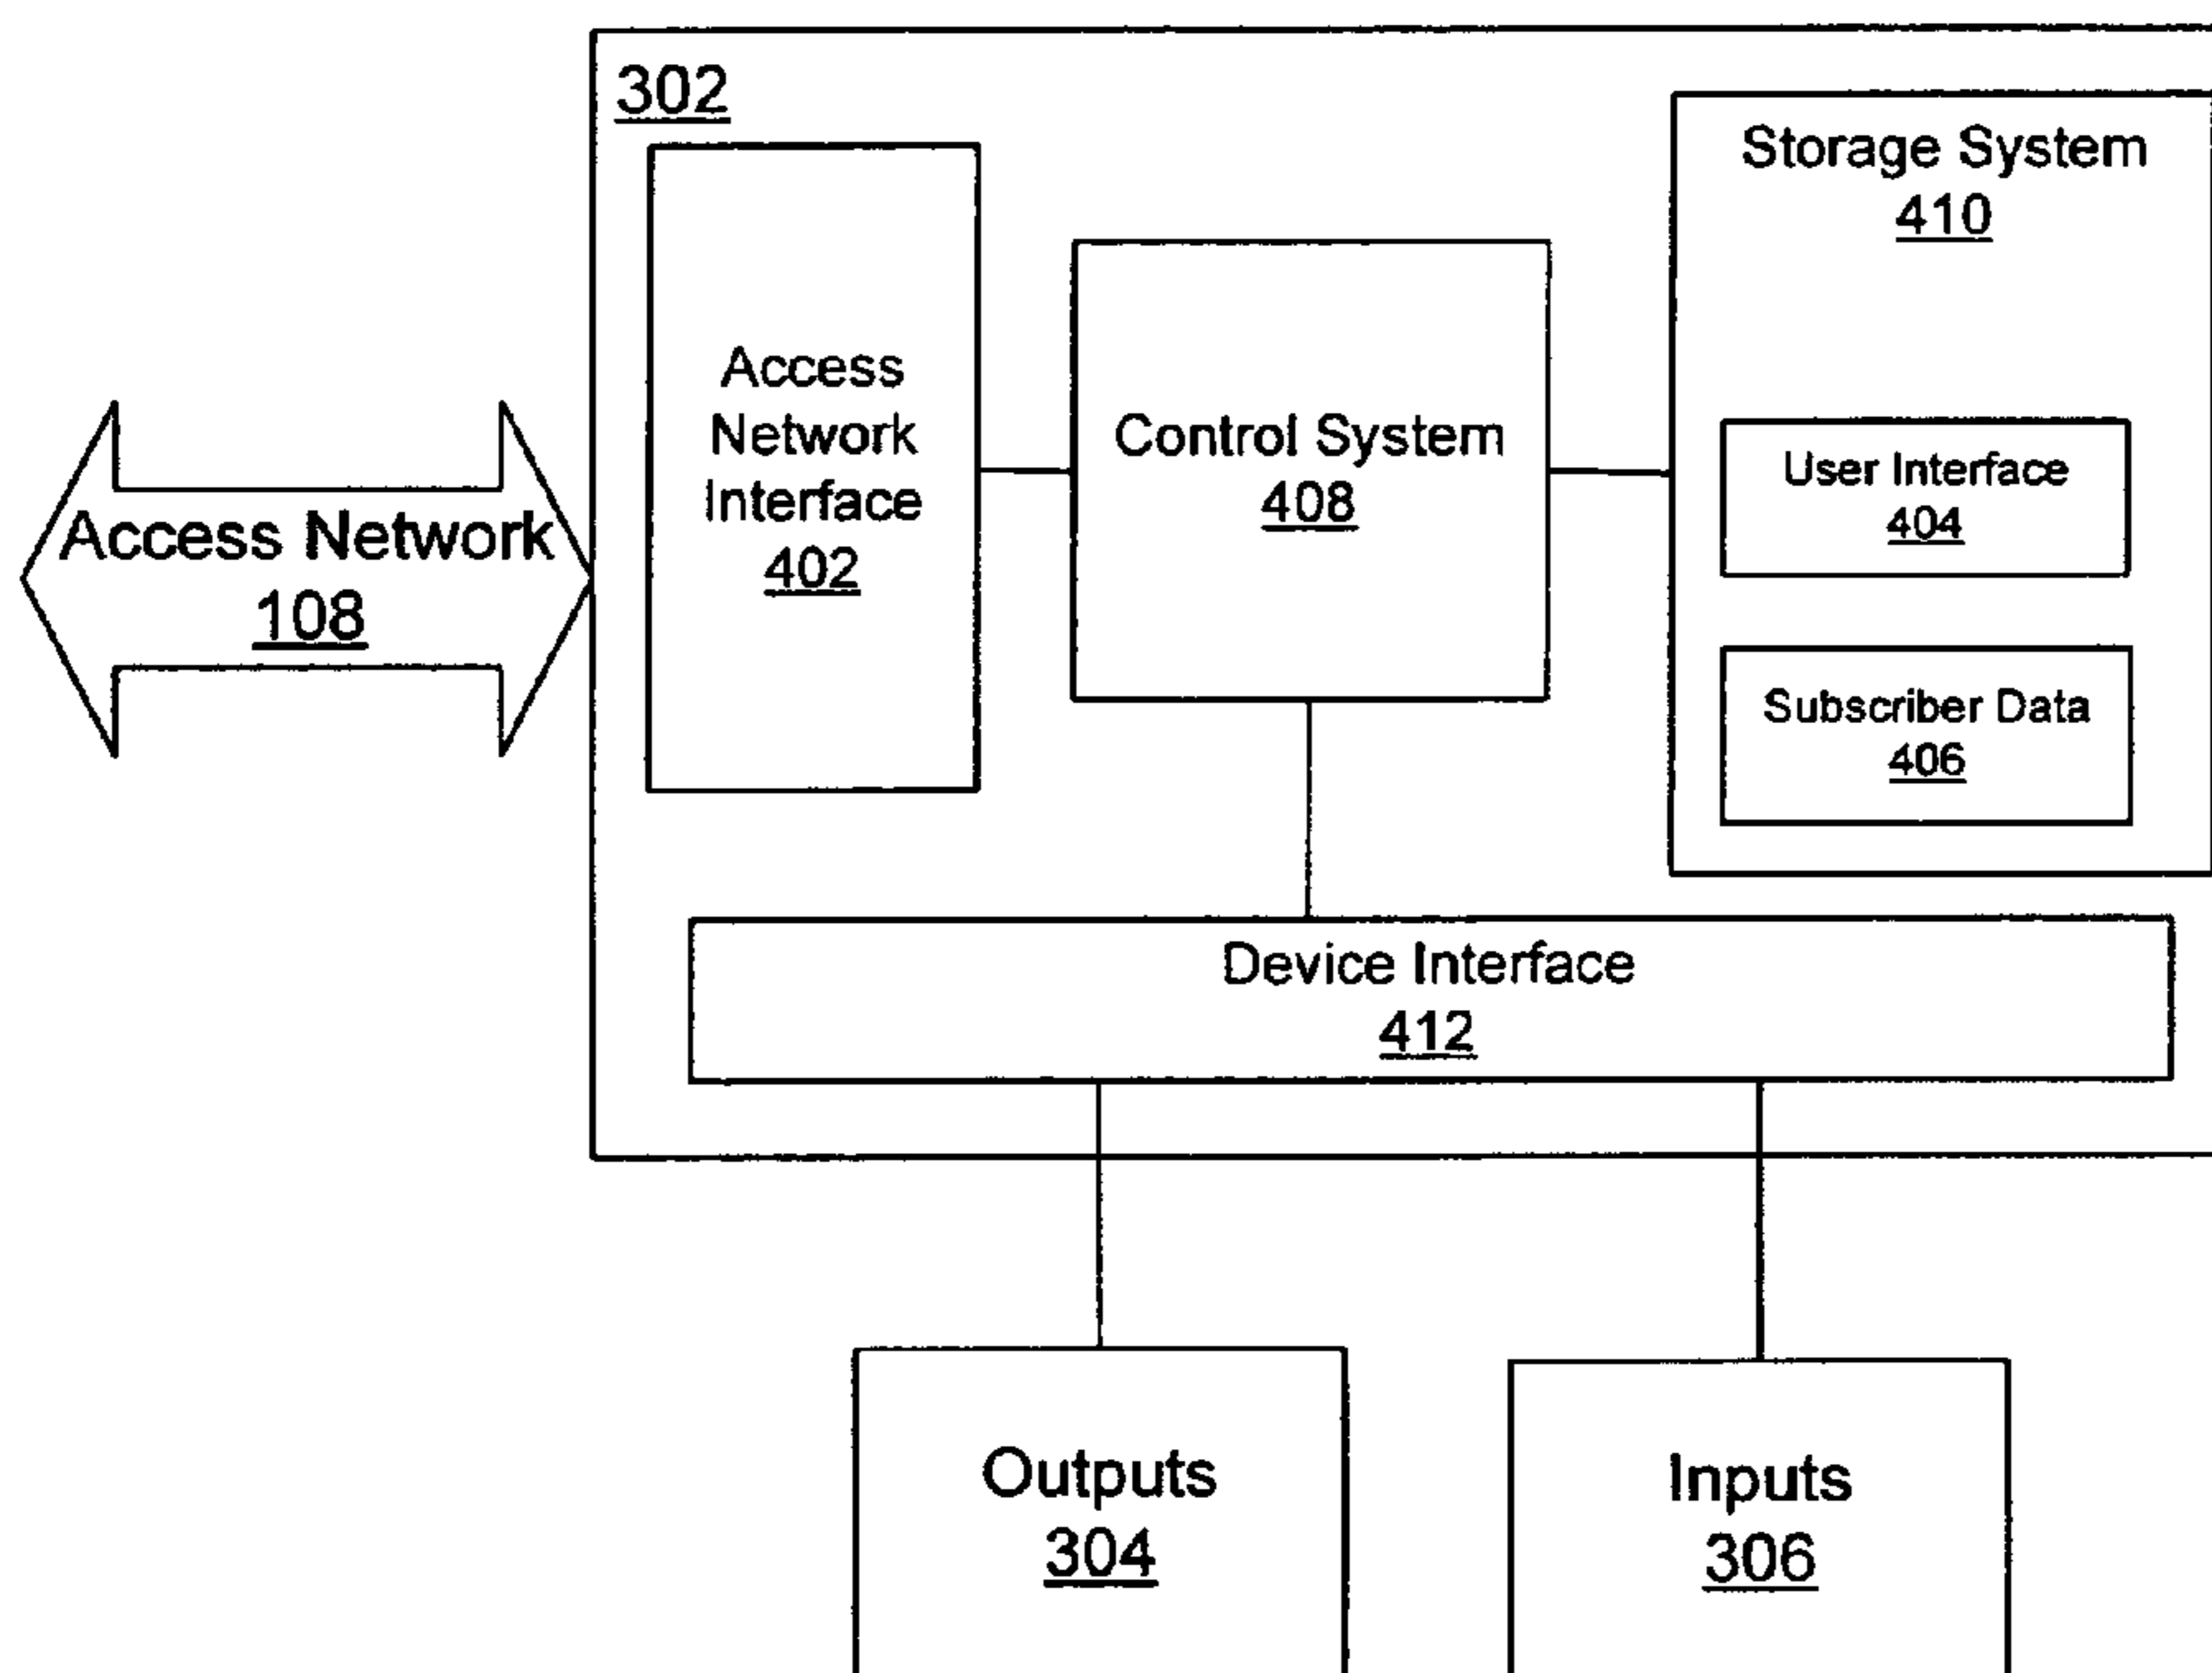 302
Storage System
410
Access
Network
Interface
402
Control System
408
User Interface
404
Access Network
108
Subscriber Data
406
Device Interface
412
Outputs
304
Inputs
306